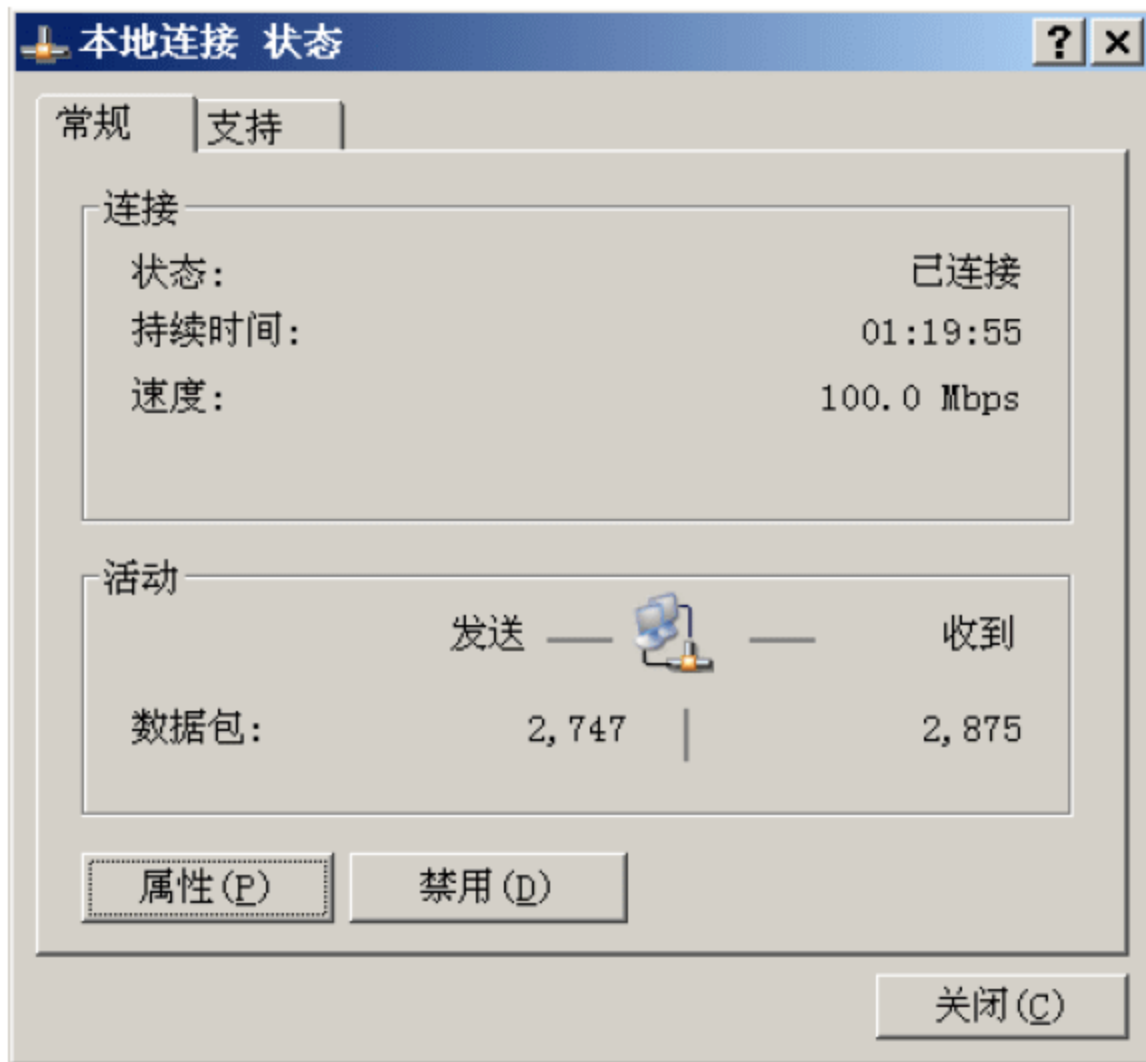 本地连接 状态
常规 支持
连接
状态: 已连接
持续时间: 01:19:55
速度: 100.0 Mbps
活动
发送 收到
数据包: 2,747 2,875
属性(P) 禁用(D)
关闭(C)